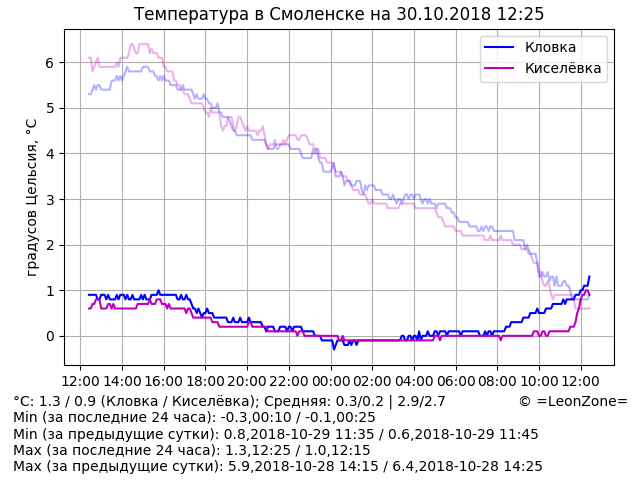 Температура в Смоленске на 30.10.2018 12:25
Кловка
Киселёвка
градусов Цельсия, °C
6
5
4
3
2
1
0
12:00 14:00 16:00 18:00 20:00 22:00 00:00 02:00 04:00 06:00 08:00 10:00 12:00
°C: 1.3 / 0.9 (Кловка / Киселёвка); Средняя: 0.3/0.2 | 2.9/2.7 © =LeonZone=
Min (за последние 24 часа): -0.3,00:10 / -0.1,00:25
Min (за предыдущие сутки): 0.8,2018-10-29 11:35 / 0.6,2018-10-29 11:45
Max (за последние 24 часа): 1.3,12:25 / 1.0,12:15
Max (за предыдущие сутки): 5.9,2018-10-28 14:15 / 6.4,2018-10-28 14:25